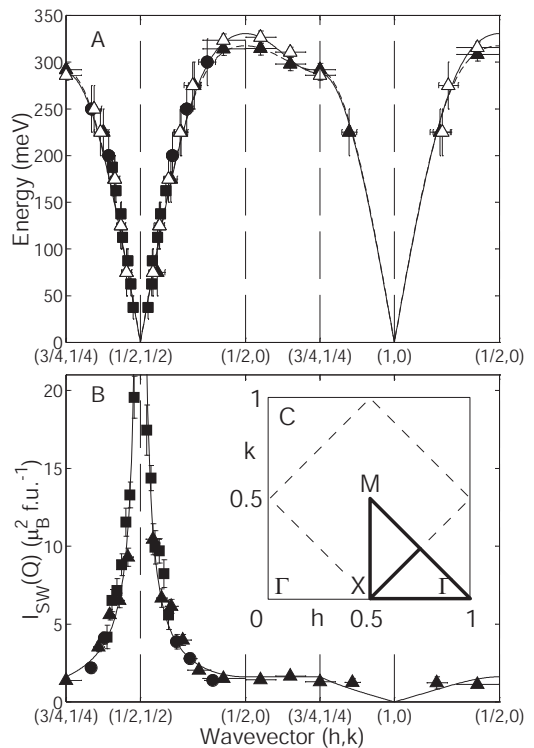 A
350
300
250
200
150
100
50
0
Energy (meV)
(3/4,1/4) (1/2,1/2) (1/2,0) (3/4,1/4) (1,0) (1/2,0)
B
20
15
10
5
0
I_SW(Q) (μ_B^2 f.u.^-1)
C
1
k
0.5
M
Γ X Γ
0 h 0.5 1
(3/4,1/4) (1/2,1/2) (1/2,0) (3/4,1/4) (1,0) (1/2,0)
Wavevector (h,k)